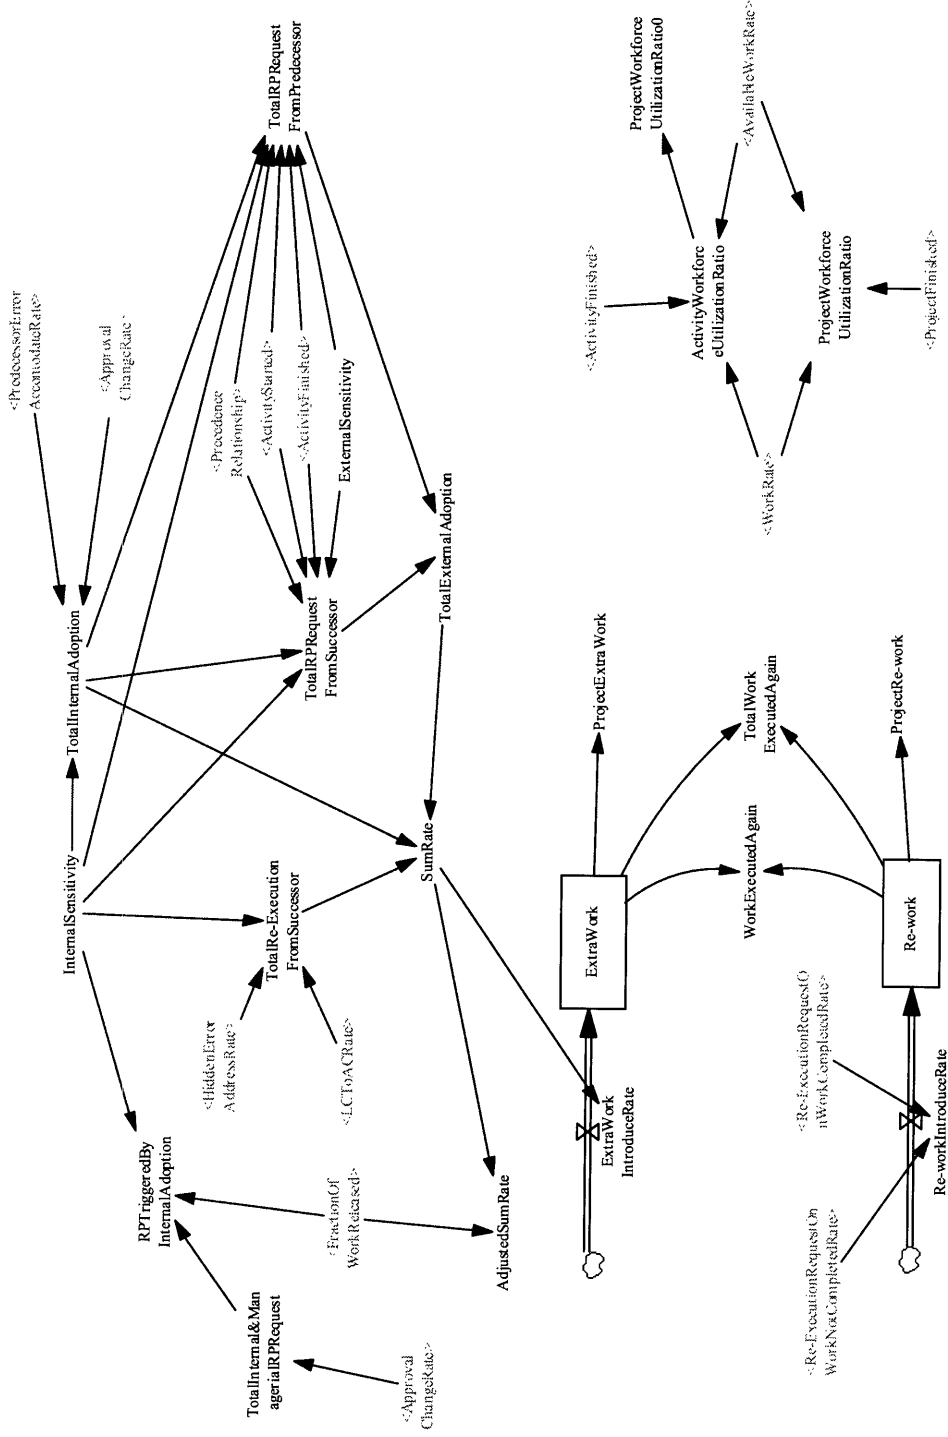 <PredecessorError
AccomodateRate>
<Approval
ChangeRate>
InternalSensitivity
TotalInternalAdoption
RPTriggeredBy
InternalAdoption
TotalInternal&Man
agerialRPRequest
<HiddenError
AddressRate>
TotalRe-Execution
FromSuccessor
<Precedence
Relationship>
<ActivityStarted>
<ActivityFinished>
ExternalSensitivity
TotalRPRequest
FromPredecessor
TotalRPRequest
FromSuccessor
<FractionOf
WorkReleased>
<LCToACRate>
<Approval
ChangeRate>
SumRate
TotalExternalAdoption
AdjustedSumRate
ExtraWork
ProjectExtraWork
ExtraWork
IntroduceRate
<ActivityFinished>
ProjectWorkforce
UtilizationRatio0
ActivityWorkforc
eUtilizationRatio
<AvailableWorkRate>
<WorkRate>
WorkExecutedAgain
TotalWork
ExecutedAgain
ProjectWorkforce
UtilizationRatio
<Re-ExecutionRequestOn
WorkNotCompletedRate>
<Re-ExecutionRequestO
nWorkCompletedRate>
Re-work
ProjectRe-work
<ProjectFinished>
Re-workIntroduceRate